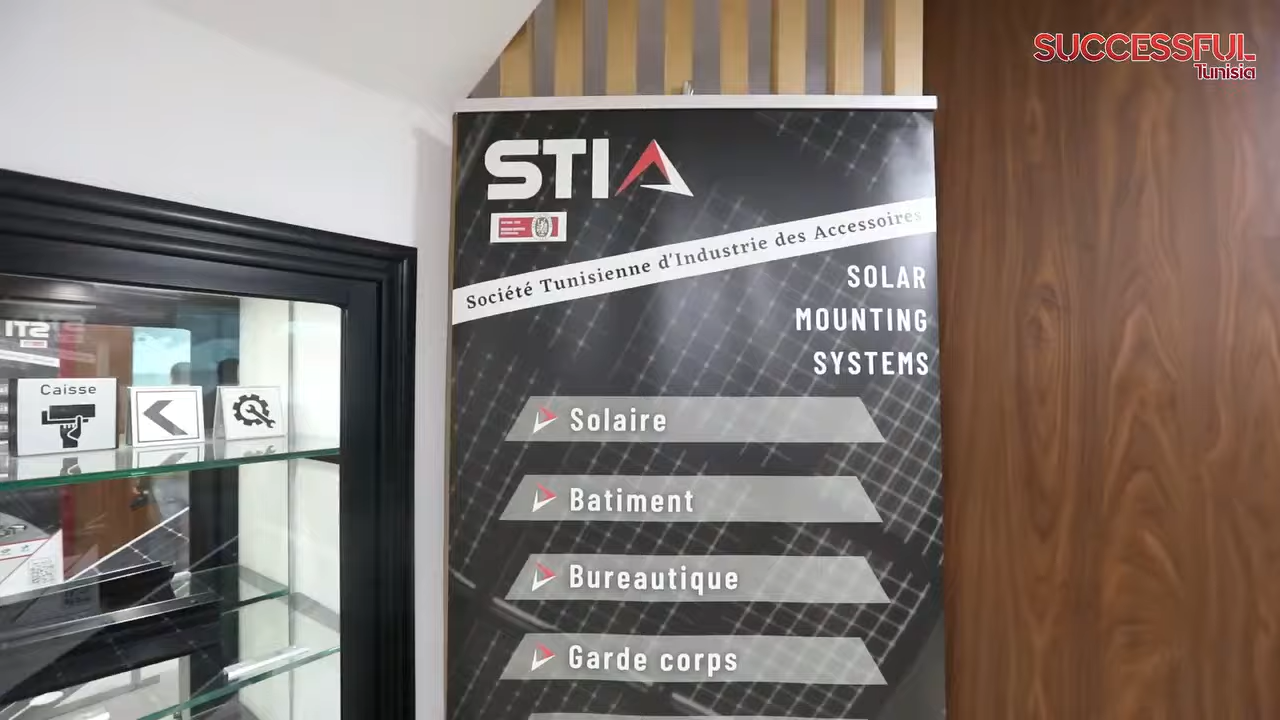 SUCCESSFUL
Tunisia
STI
Société Tunisienne d'Industrie des Accessoires
SOLAR
MOUNTING
SYSTEMS
Solaire
Batiment
Bureautique
Garde corps
Caisse